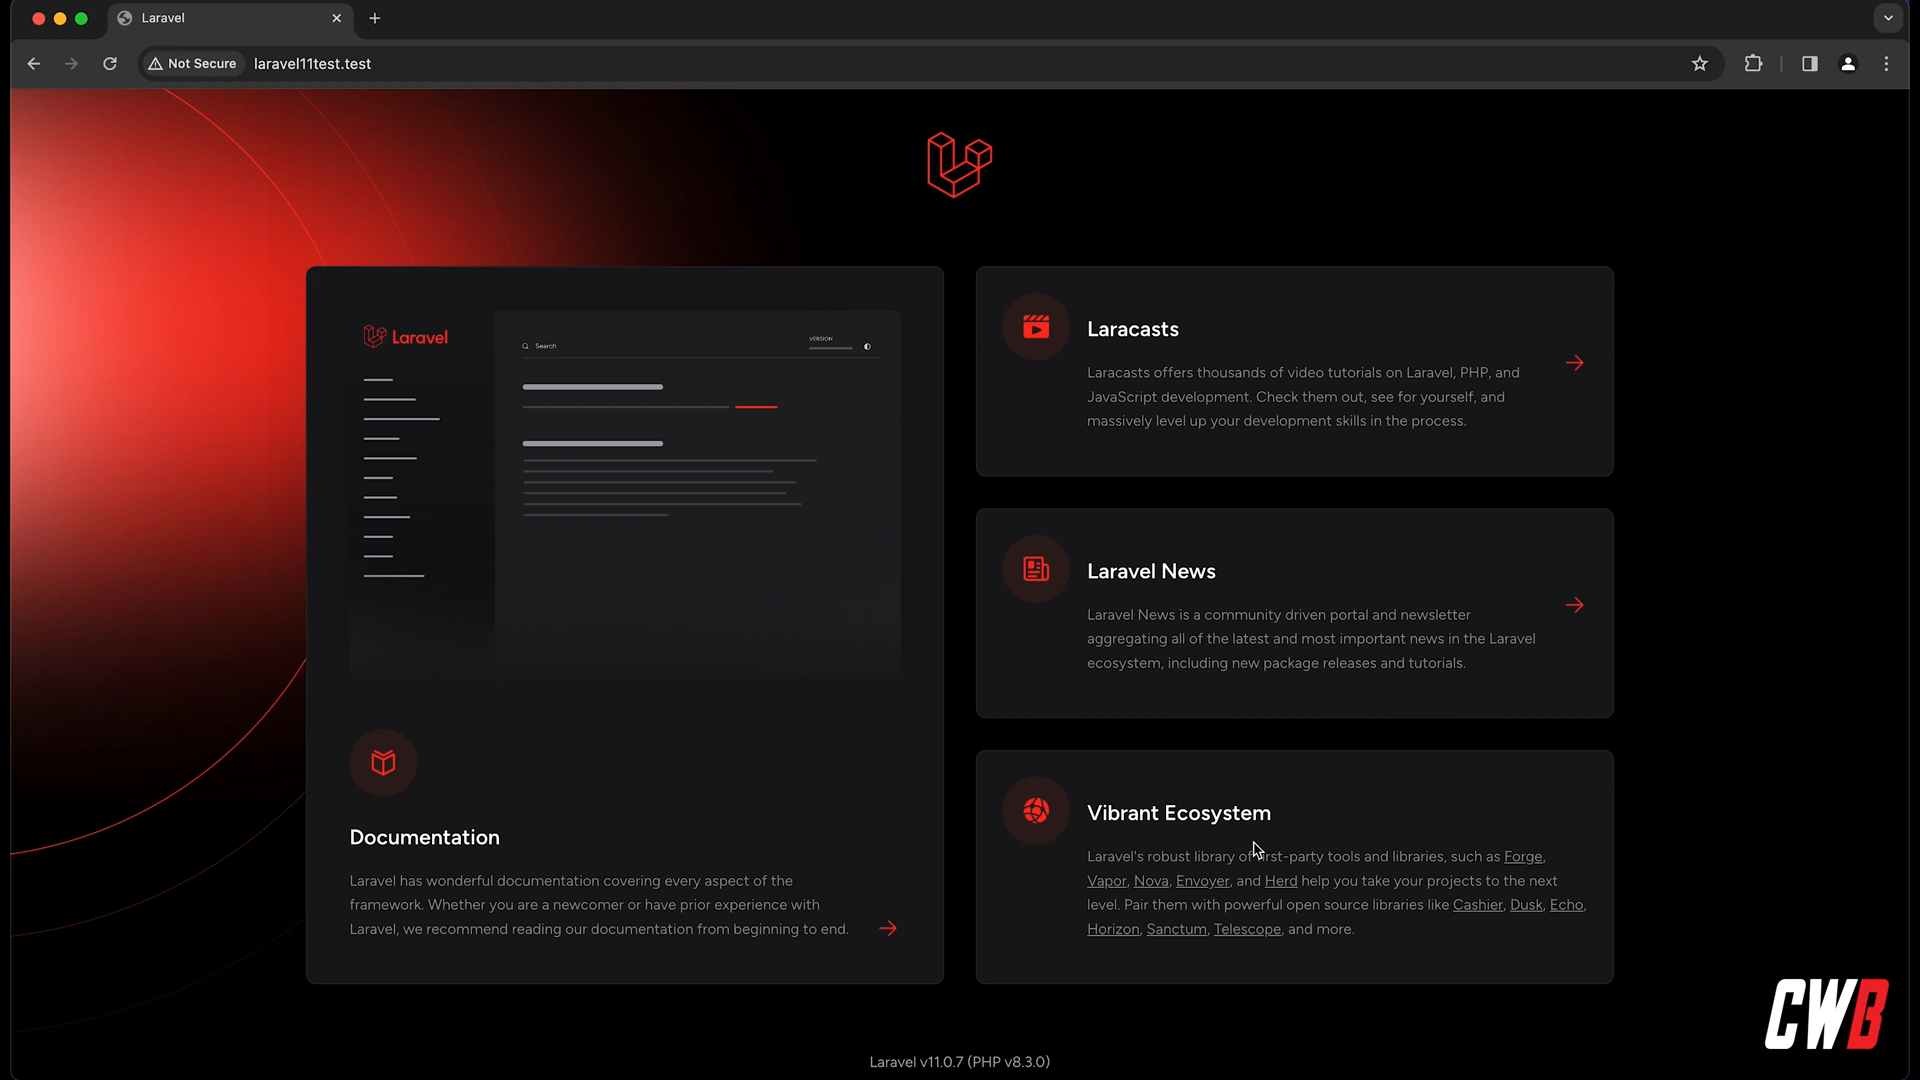 Laravel
Not Secure
laravel11test.test
Laravel
Search
VERSION
Documentation
Laravel has wonderful documentation covering every aspect of the
framework. Whether you are a newcomer or have prior experience with
Laravel, we recommend reading our documentation from beginning to end.
Laracasts
Laracasts offers thousands of video tutorials on Laravel, PHP, and
JavaScript development. Check them out, see for yourself, and
massively level up your development skills in the process.
Laravel News
Laravel News is a community driven portal and newsletter
aggregating all of the latest and most important news in the Laravel
ecosystem, including new package releases and tutorials.
Vibrant Ecosystem
Laravel's robust library of first-party tools and libraries, such as Forge,
Vapor, Nova, Envoyer, and Herd help you take your projects to the next
level. Pair them with powerful open source libraries like Cashier, Dusk, Echo,
Horizon, Sanctum, Telescope, and more.
Laravel v11.0.7 (PHP v8.3.0)
CWB